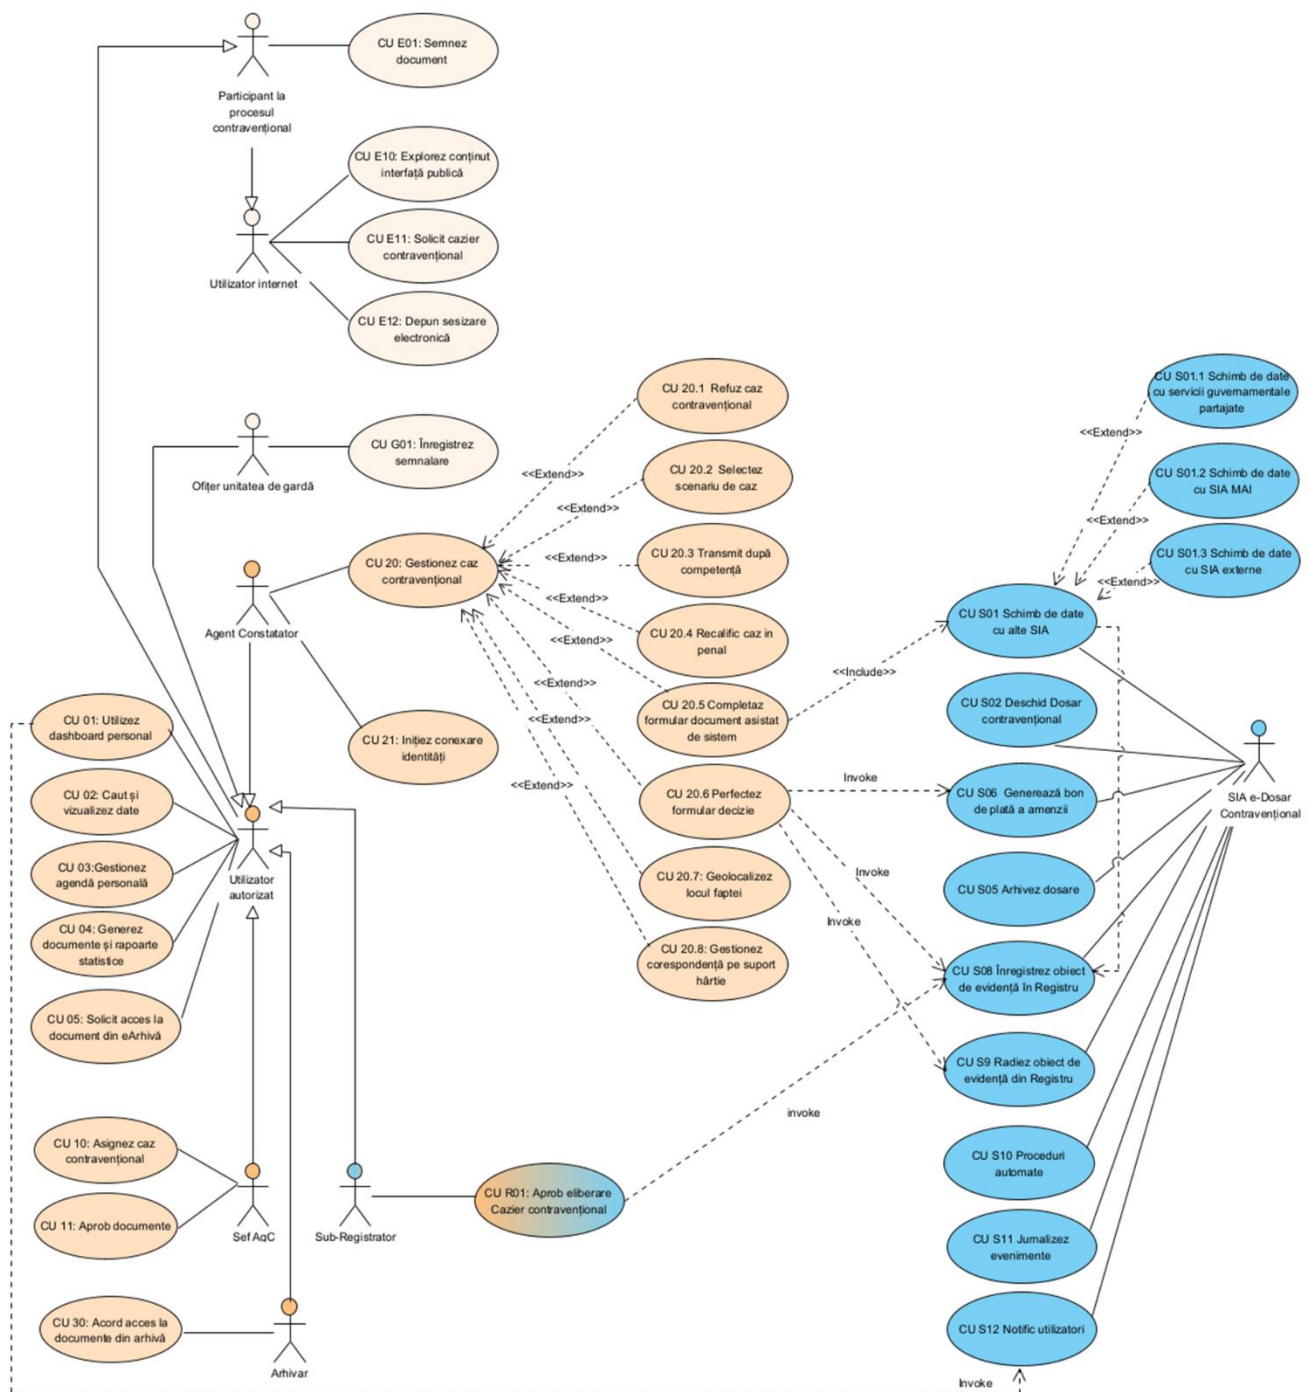 CU E01: Semnez
document
Participant la
procesul
contravențional
CU E10: Explorez conținut
interfață publică
CU E11: Solicit cazier
contravențional
Utilizator internet
CU E12: Depun sesizare
electronică
CU G01: Înregistrez
semnalare
Ofițer unitatea de gardă
CU 20: Gestionez caz
contravențional
Agent Constatator
CU 21: Inițiez conexare
identități
CU 20.1 Refuz caz
contravențional
<<Extend>>
CU 20.2 Selectez
scenariu de caz
<<Extend>>
CU 20.3 Transmit după
competență
<<Extend>>
CU 20.4 Recalific caz in
penal
<<Extend>>
CU 20.5 Completaz
formular document asistat
de sistem
<<Extend>>
CU 20.6 Perfectez
formular decizie
<<Extend>>
CU 20.7: Geolocalizez
locul faptei
<<Extend>>
CU 20.8: Gestionez
corespondență pe suport
hârtie
<<Extend>>
<<Include>>
Invoke
Invoke
Invoke
CU S01.1 Schimb de date
cu servicii guvernamentale
partajate
<<Extend>>
CU S01.2 Schimb de date
cu SIA MAI
<<Extend>>
CU S01.3 Schimb de date
cu SIA externe
<<Extend>>
CU S01 Schimb de date
cu alte SIA
CU S02 Deschid Dosar
contravențional
CU S06 Generează bon
de plată a amenzii
SIA e-Dosar
Contravențional
CU S05 Arhivez dosare
CU S08 Înregistrez obiect
de evidență în Registru
CU S9 Radiez obiect de
evidență din Registru
CU S10 Proceduri
automate
CU S11 Jurnalizez
evenimente
CU S12 Notific utilizatori
CU 01: Utilizez
dashboard personal
CU 02: Caut și
vizualizez date
CU 03:Gestionez
agendă personală
Utilizator
autorizat
CU 04: Generez
documente și rapoarte
statistice
CU 05: Solicit acces la
document din eArhivă
CU 10: Asignez caz
contravențional
CU 11: Aprob documente
Sef AgC
Sub-Registrator
CU R01: Aprob eliberare
Cazier contravențional
invoke
CU 30: Acord acces la
documente din arhivă
Arhivar
Invoke